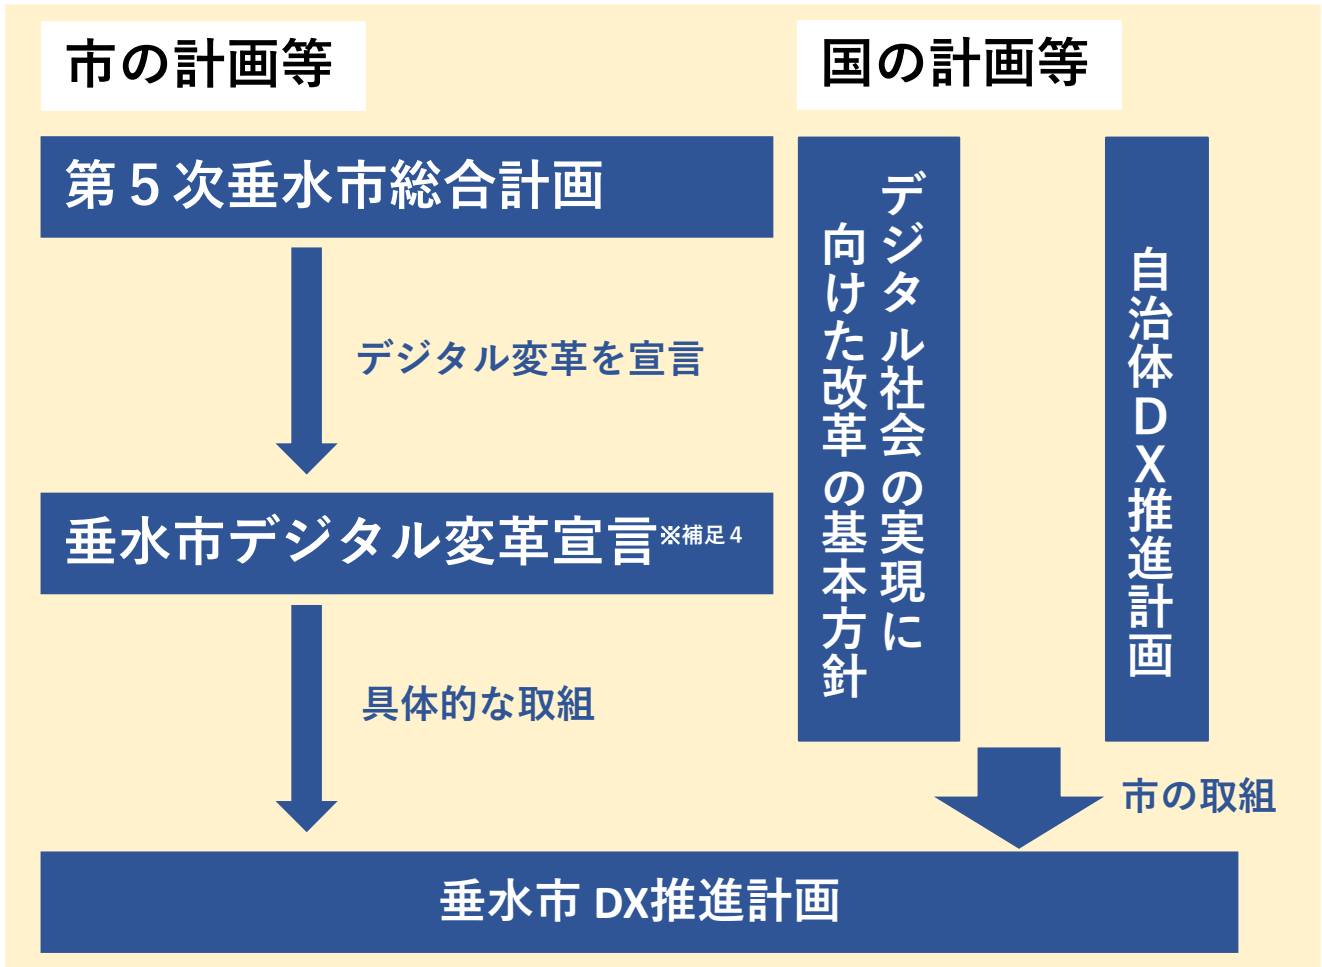 市の計画等
第5次垂水市総合計画
デジタル変革を宣言
垂水市デジタル変革宣言※補足4
具体的な取組
国の計画等
デジタル社会の実現に
向けた改革の基本方針
自治体DX推進計画
市の取組
垂水市 DX推進計画